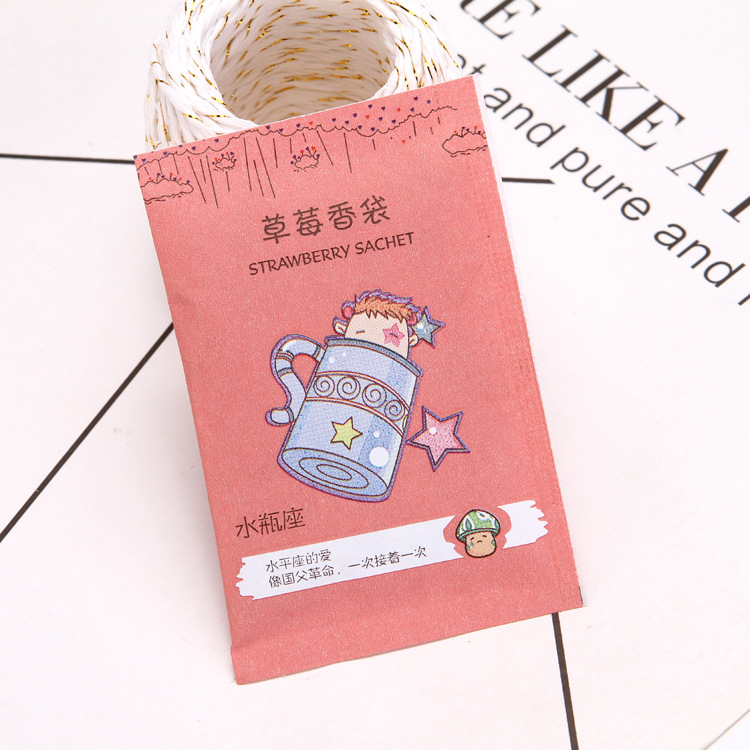 RE LIKE A
and pure and
草莓香袋
STRAWBERRY SACHET
水瓶座
水平座的爱
像国父革命，一次接着一次